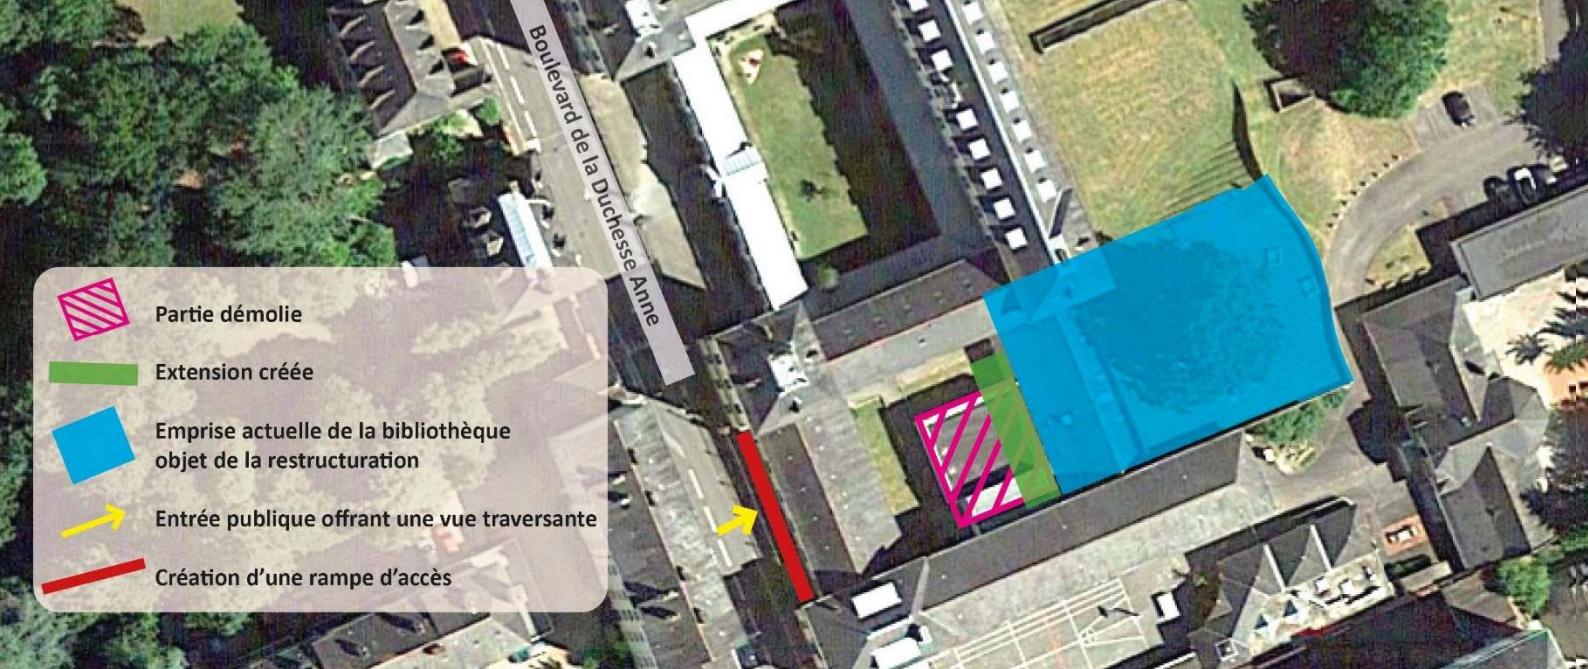 Boulevard de la Duchesse Anne
Partie démolie
Extension créée
Emprise actuelle de la bibliothèque
objet de la restructuration
Entrée publique offrant une vue traversante
Création d’une rampe d’accès